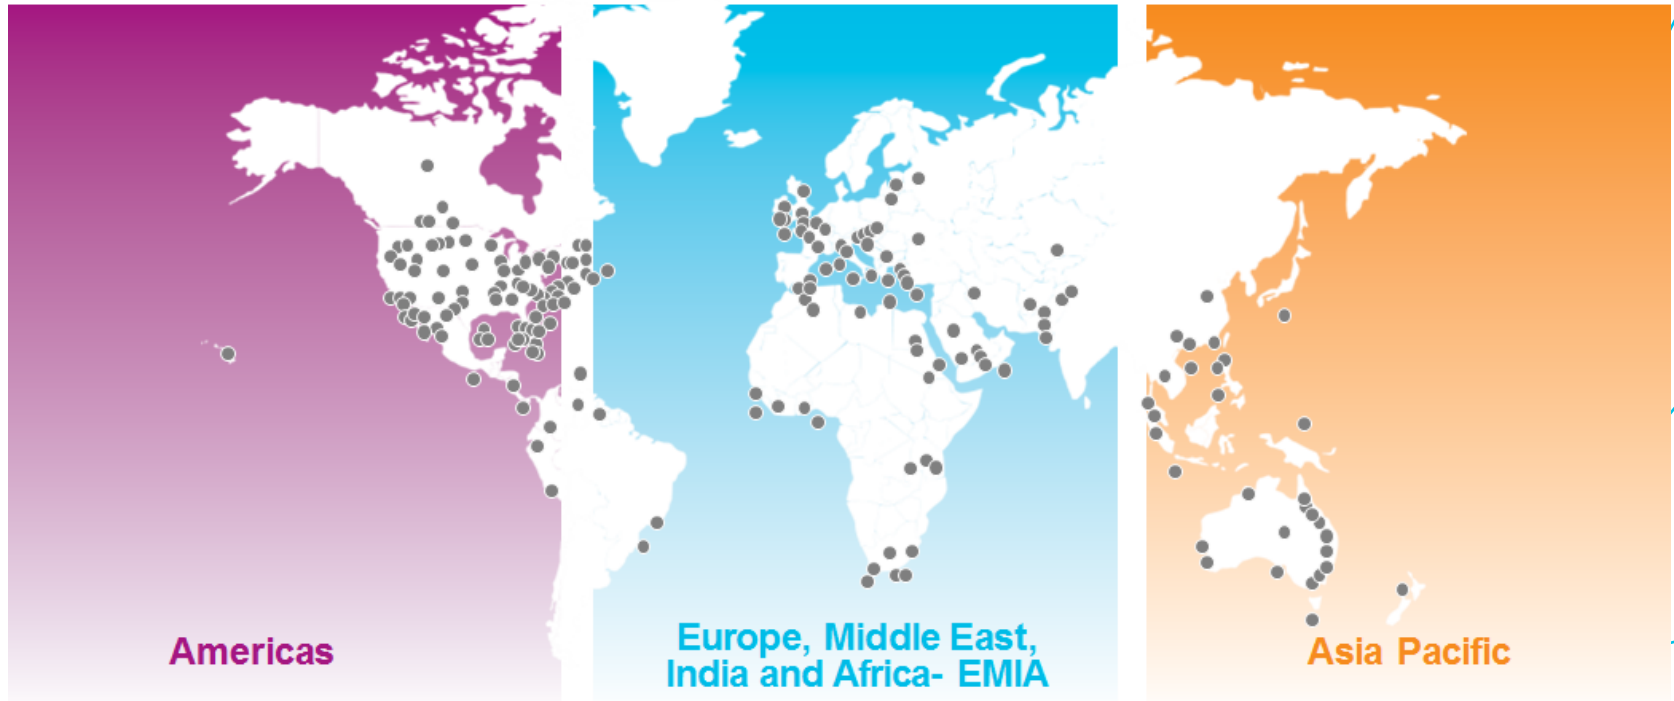 Americas
Europe, Middle East,
India and Africa- EMIA
Asia Pacific